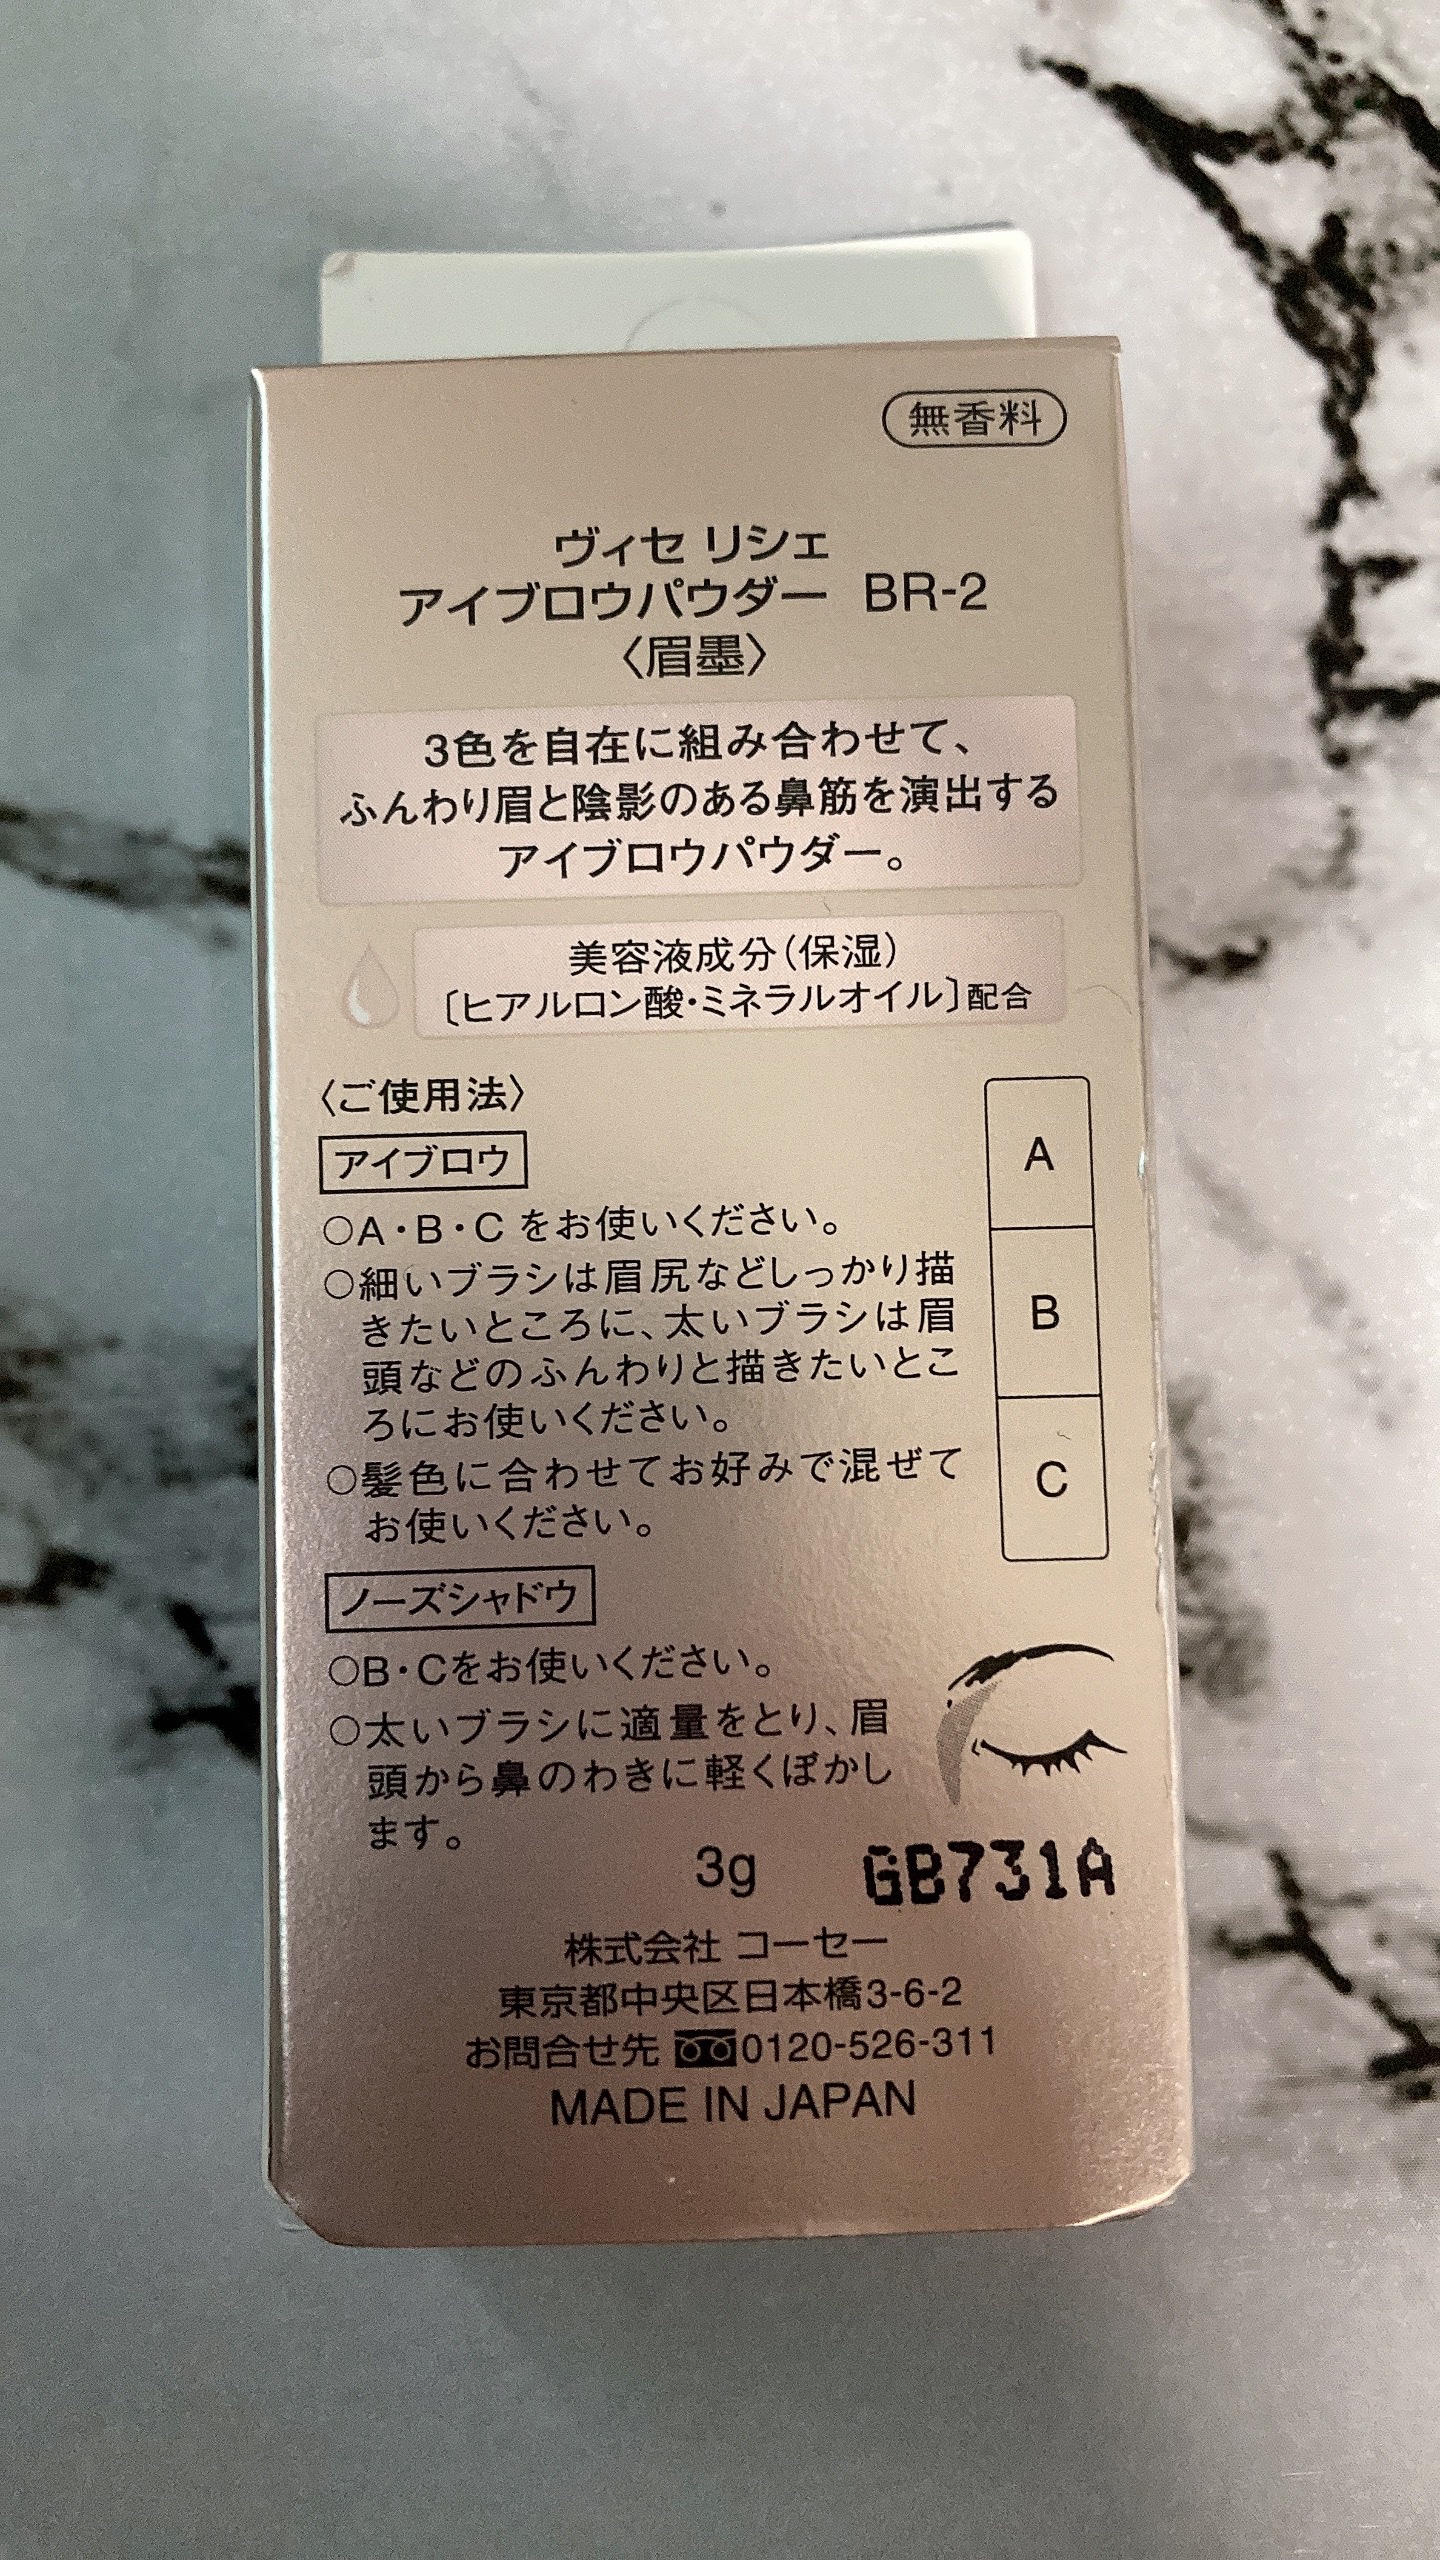 無香料
ヴィセ リシェ
アイブロウパウダー BR-2
〈眉墨〉
3色を自在に組み合わせて、
ふんわり眉と陰影のある鼻筋を演出する
アイブロウパウダー。
美容液成分(保湿)
〔ヒアルロン酸・ミネラルオイル〕配合
〈ご使用法〉
アイブロウ
○A・B・C をお使いください。
○細いブラシは眉尻などしっかり描
きたいところに、太いブラシは眉
頭などのふんわりと描きたいとこ
ろにお使いください。
○髪色に合わせてお好みで混ぜて
お使いください。
A
B
C
ノーズシャドウ
○B・Cをお使いください。
○太いブラシに適量をとり、眉
頭から鼻のわきに軽くぼかし
ます。
3g GB731A
株式会社 コーセー
東京都中央区日本橋3-6-2
お問合せ先 0120-526-311
MADE IN JAPAN